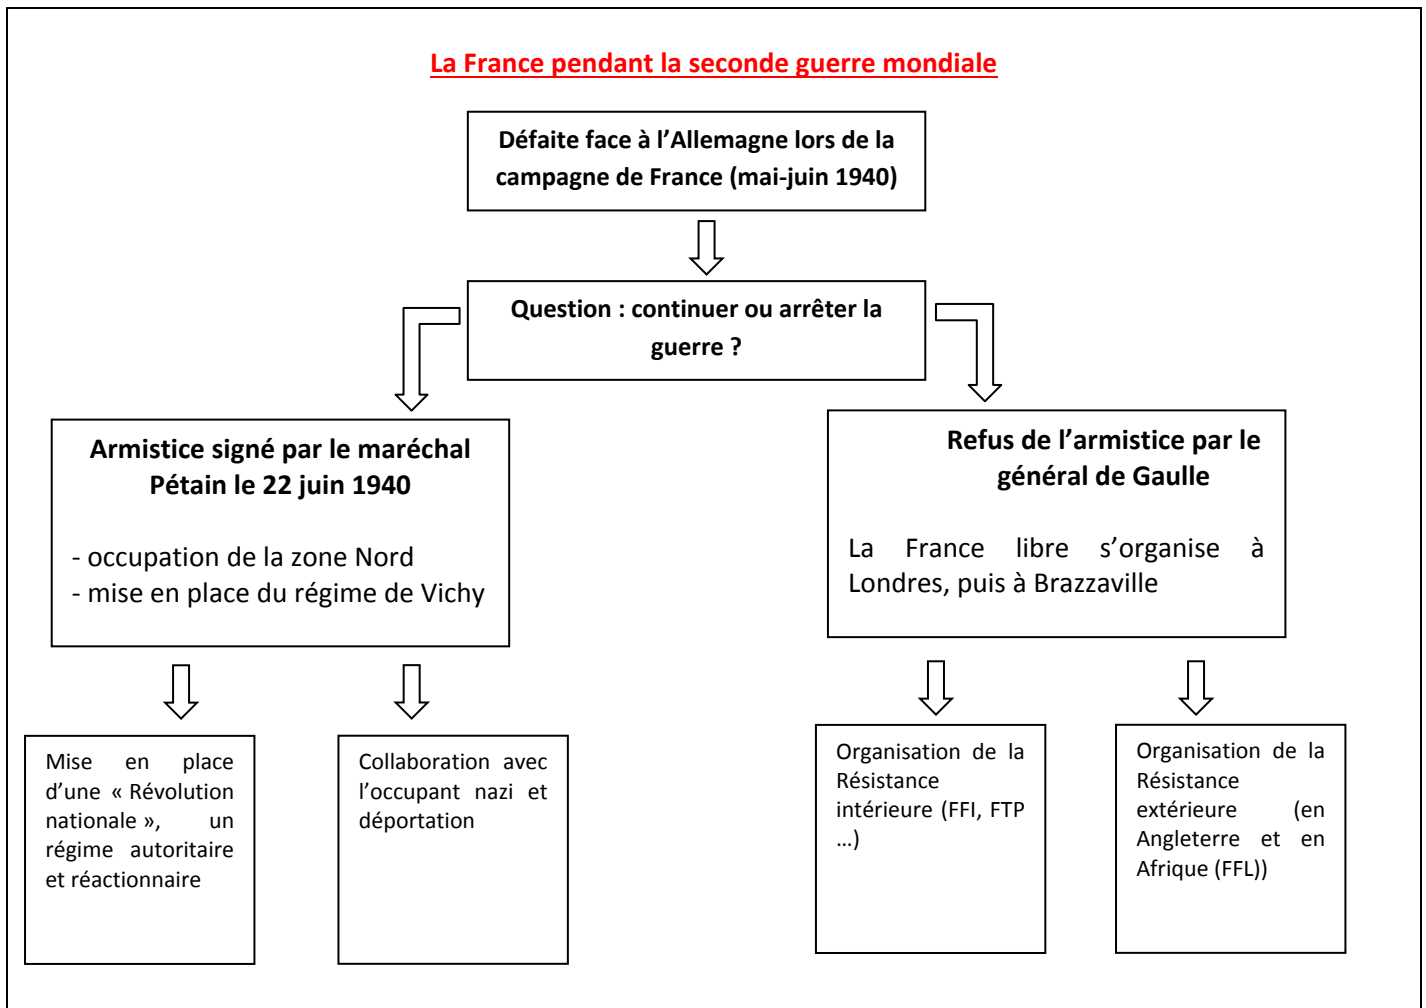 La France pendant la seconde guerre mondiale
Défaite face à l’Allemagne lors de la
campagne de France (mai-juin 1940)
Question : continuer ou arrêter la
guerre ?
Armistice signé par le maréchal
Pétain le 22 juin 1940
- occupation de la zone Nord
- mise en place du régime de Vichy
Refus de l’armistice par le
général de Gaulle
La France libre s’organise à
Londres, puis à Brazzaville
Mise en place
d’une « Révolution
nationale », un
régime autoritaire
et réactionnaire
Collaboration avec
l’occupant nazi et
déportation
Organisation de la
Résistance
intérieure (FFI, FTP
…)
Organisation de la
Résistance
extérieure (en
Angleterre et en
Afrique (FFL))